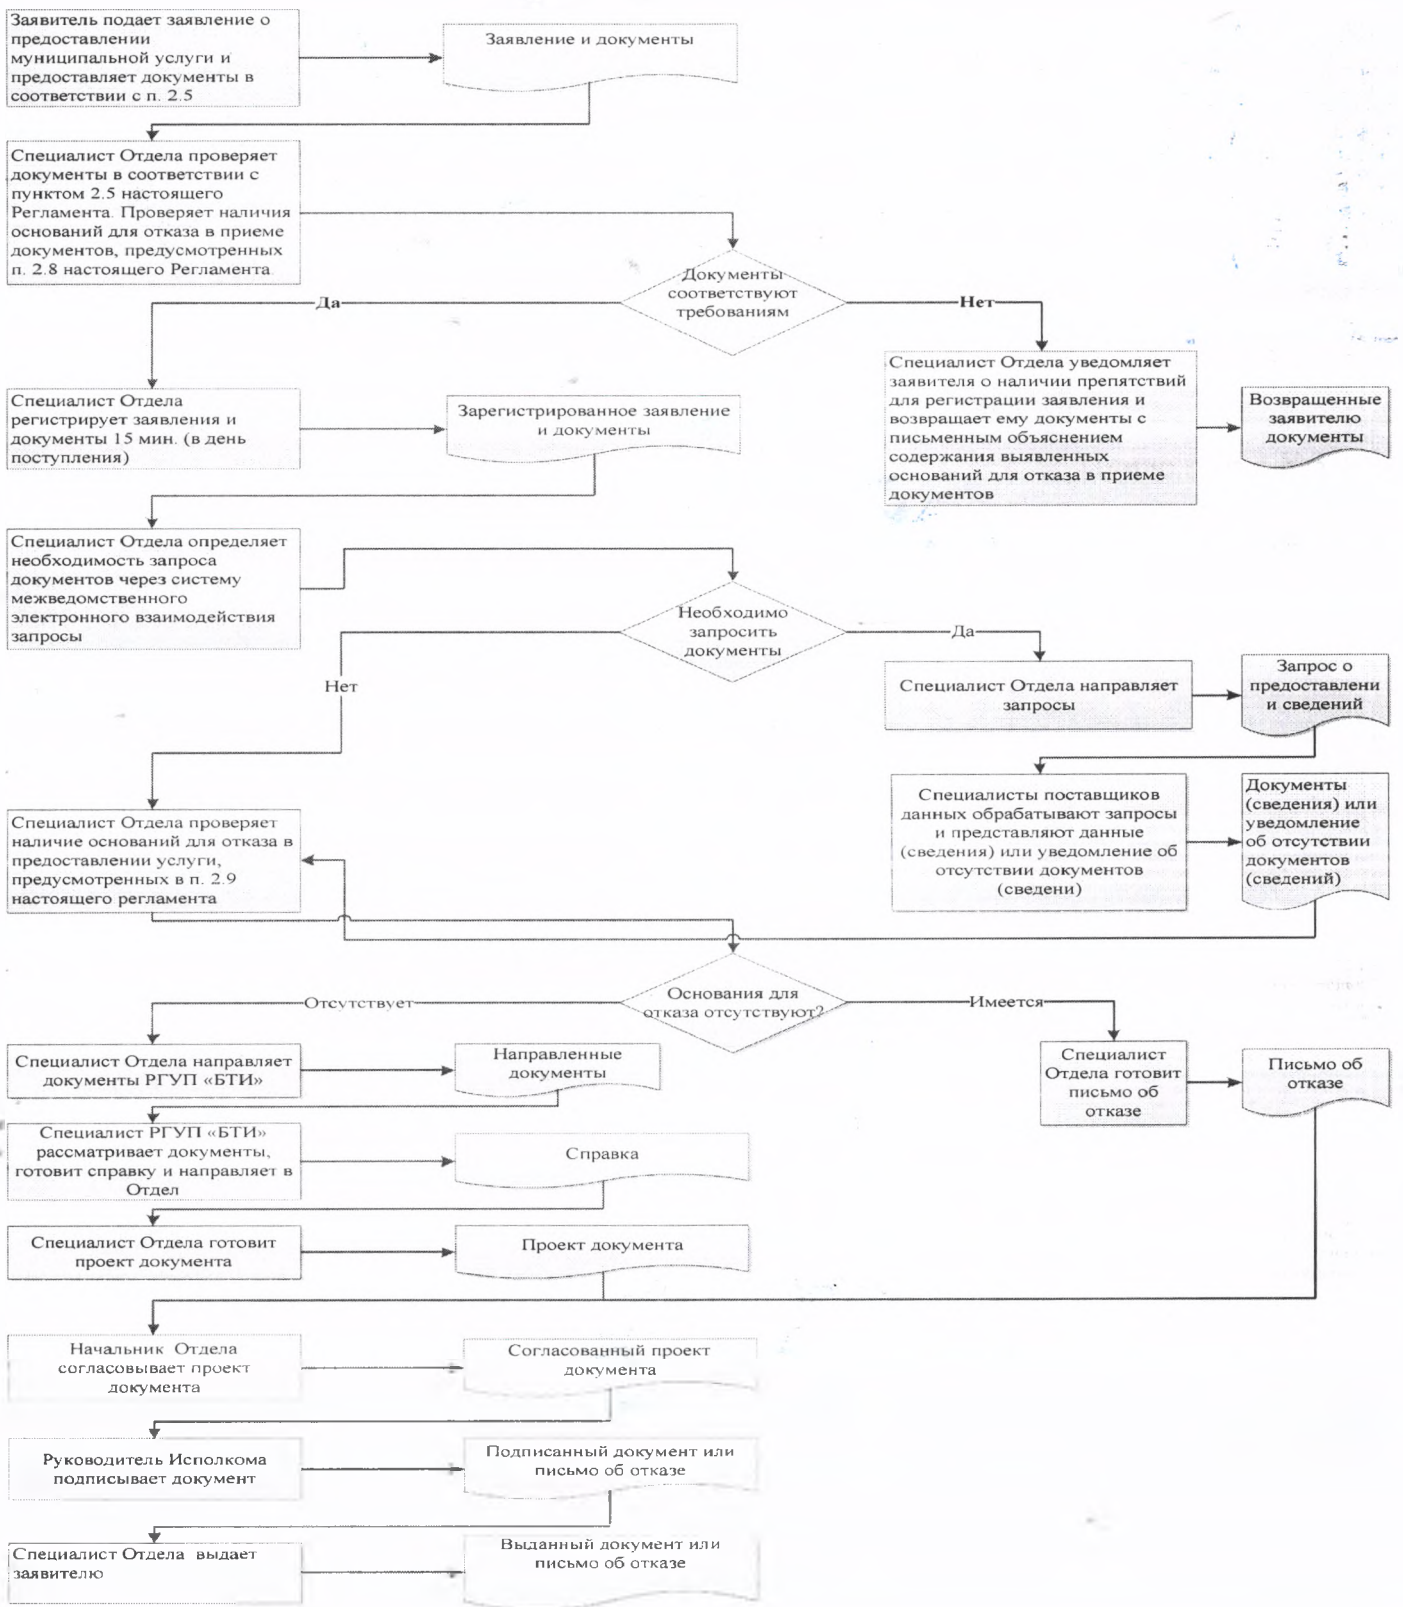 Заявитель подает заявление о
предоставлении
муниципальной услуги и
предоставляет документы в
соответствии с п. 2.5
Заявление и документы
Специалист Отдела проверяет
документы в соответствии с
пунктом 2.5 настоящего
Регламента. Проверяет наличия
оснований для отказа в приеме
документов, предусмотренных
п. 2.8 настоящего Регламента.
Документы
соответствуют
требованиям
Да
Нет
Специалист Отдела
регистрирует заявления и
документы 15 мин. (в день
поступления)
Зарегистрированное заявление
и документы
Специалист Отдела уведомляет
заявителя о наличии препятствий
для регистрации заявления и
возвращает ему документы с
письменным объяснением
содержания выявленных
оснований для отказа в приеме
документов
Возвращенные
заявителю
документы
Специалист Отдела определяет
необходимость запроса
документов через систему
межведомственного
электронного взаимодействия
запросы
Необходимо
запросить
документы
Да
Нет
Специалист Отдела направляет
запросы
Запрос о
предоставлени
и сведений
Специалисты поставщиков
данных обрабатывают запросы
и представляют данные
(сведения) или уведомление об
отсутствии документов
(сведени)
Документы
(сведения) или
уведомление
об отсутствии
документов
(сведений)
Специалист Отдела проверяет
наличие оснований для отказа в
предоставлении услуги,
предусмотренных в п. 2.9
настоящего регламента
Основания для
отказа отсутствуют?
Отсутствует
Имеется
Специалист Отдела направляет
документы РГУП «БТИ»
Направленные
документы
Специалист
Отдела готовит
письмо об
отказе
Письмо об
отказе
Специалист РГУП «БТИ»
рассматривает документы,
готовит справку и направляет в
Отдел
Справка
Специалист Отдела готовит
проект документа
Проект документа
Начальник Отдела
согласовывает проект
документа
Согласованный проект
документа
Руководитель Исполкома
подписывает документ
Подписанный документ или
письмо об отказе
Специалист Отдела выдает
заявителю
Выданный документ или
письмо об отказе